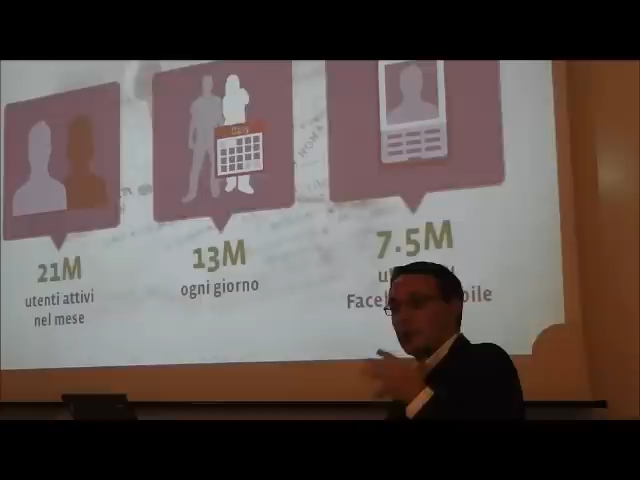 21M
utenti attivi
nel mese
13M
ogni giorno
7.5M